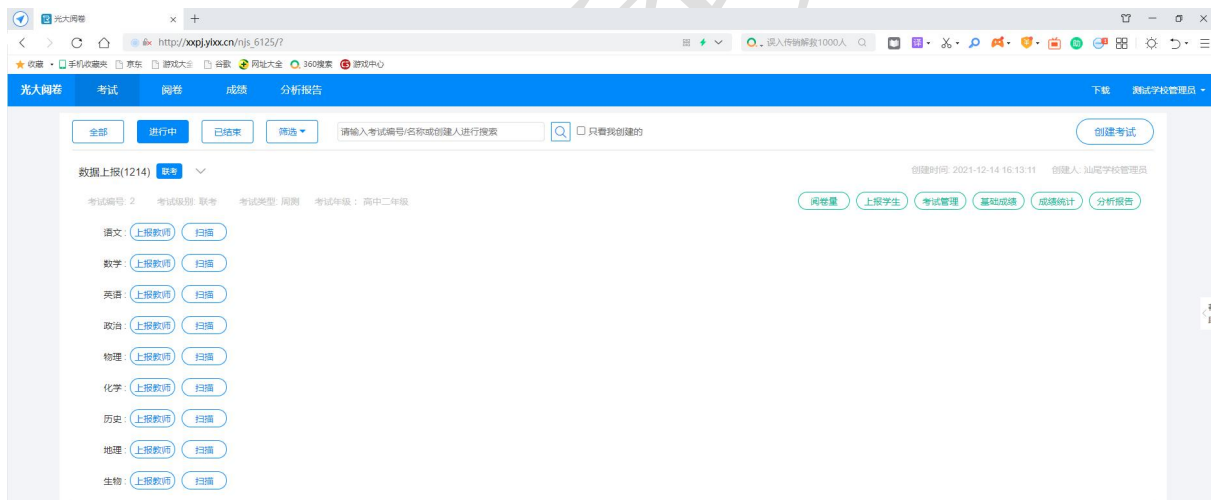 光大阅卷
http://xxpj.yixx.cn/njs_6125/?
误入传销解救1000人
收藏 手机收藏夹 京东 游戏大全 谷歌 网址大全 360搜索 游戏中心
光大阅卷 考试 阅卷 成绩 分析报告 下载 测试学校管理员
全部 进行中 已结束 筛选 请输入考试编号/名称或创建人进行搜索 只看我创建的 创建考试
数据上报(1214) 联考 创建时间: 2021-12-14 16:13:11 创建人: 汕尾学校管理员
考试编号: 2 考试级别: 联考 考试类型: 周测 考试年级: 高中二年级 阅卷量 上报学生 考试管理 基础成绩 成绩统计 分析报告
语文: 上报教师 扫描
数学: 上报教师 扫描
英语: 上报教师 扫描
政治: 上报教师 扫描
物理: 上报教师 扫描
化学: 上报教师 扫描
历史: 上报教师 扫描
地理: 上报教师 扫描
生物: 上报教师 扫描